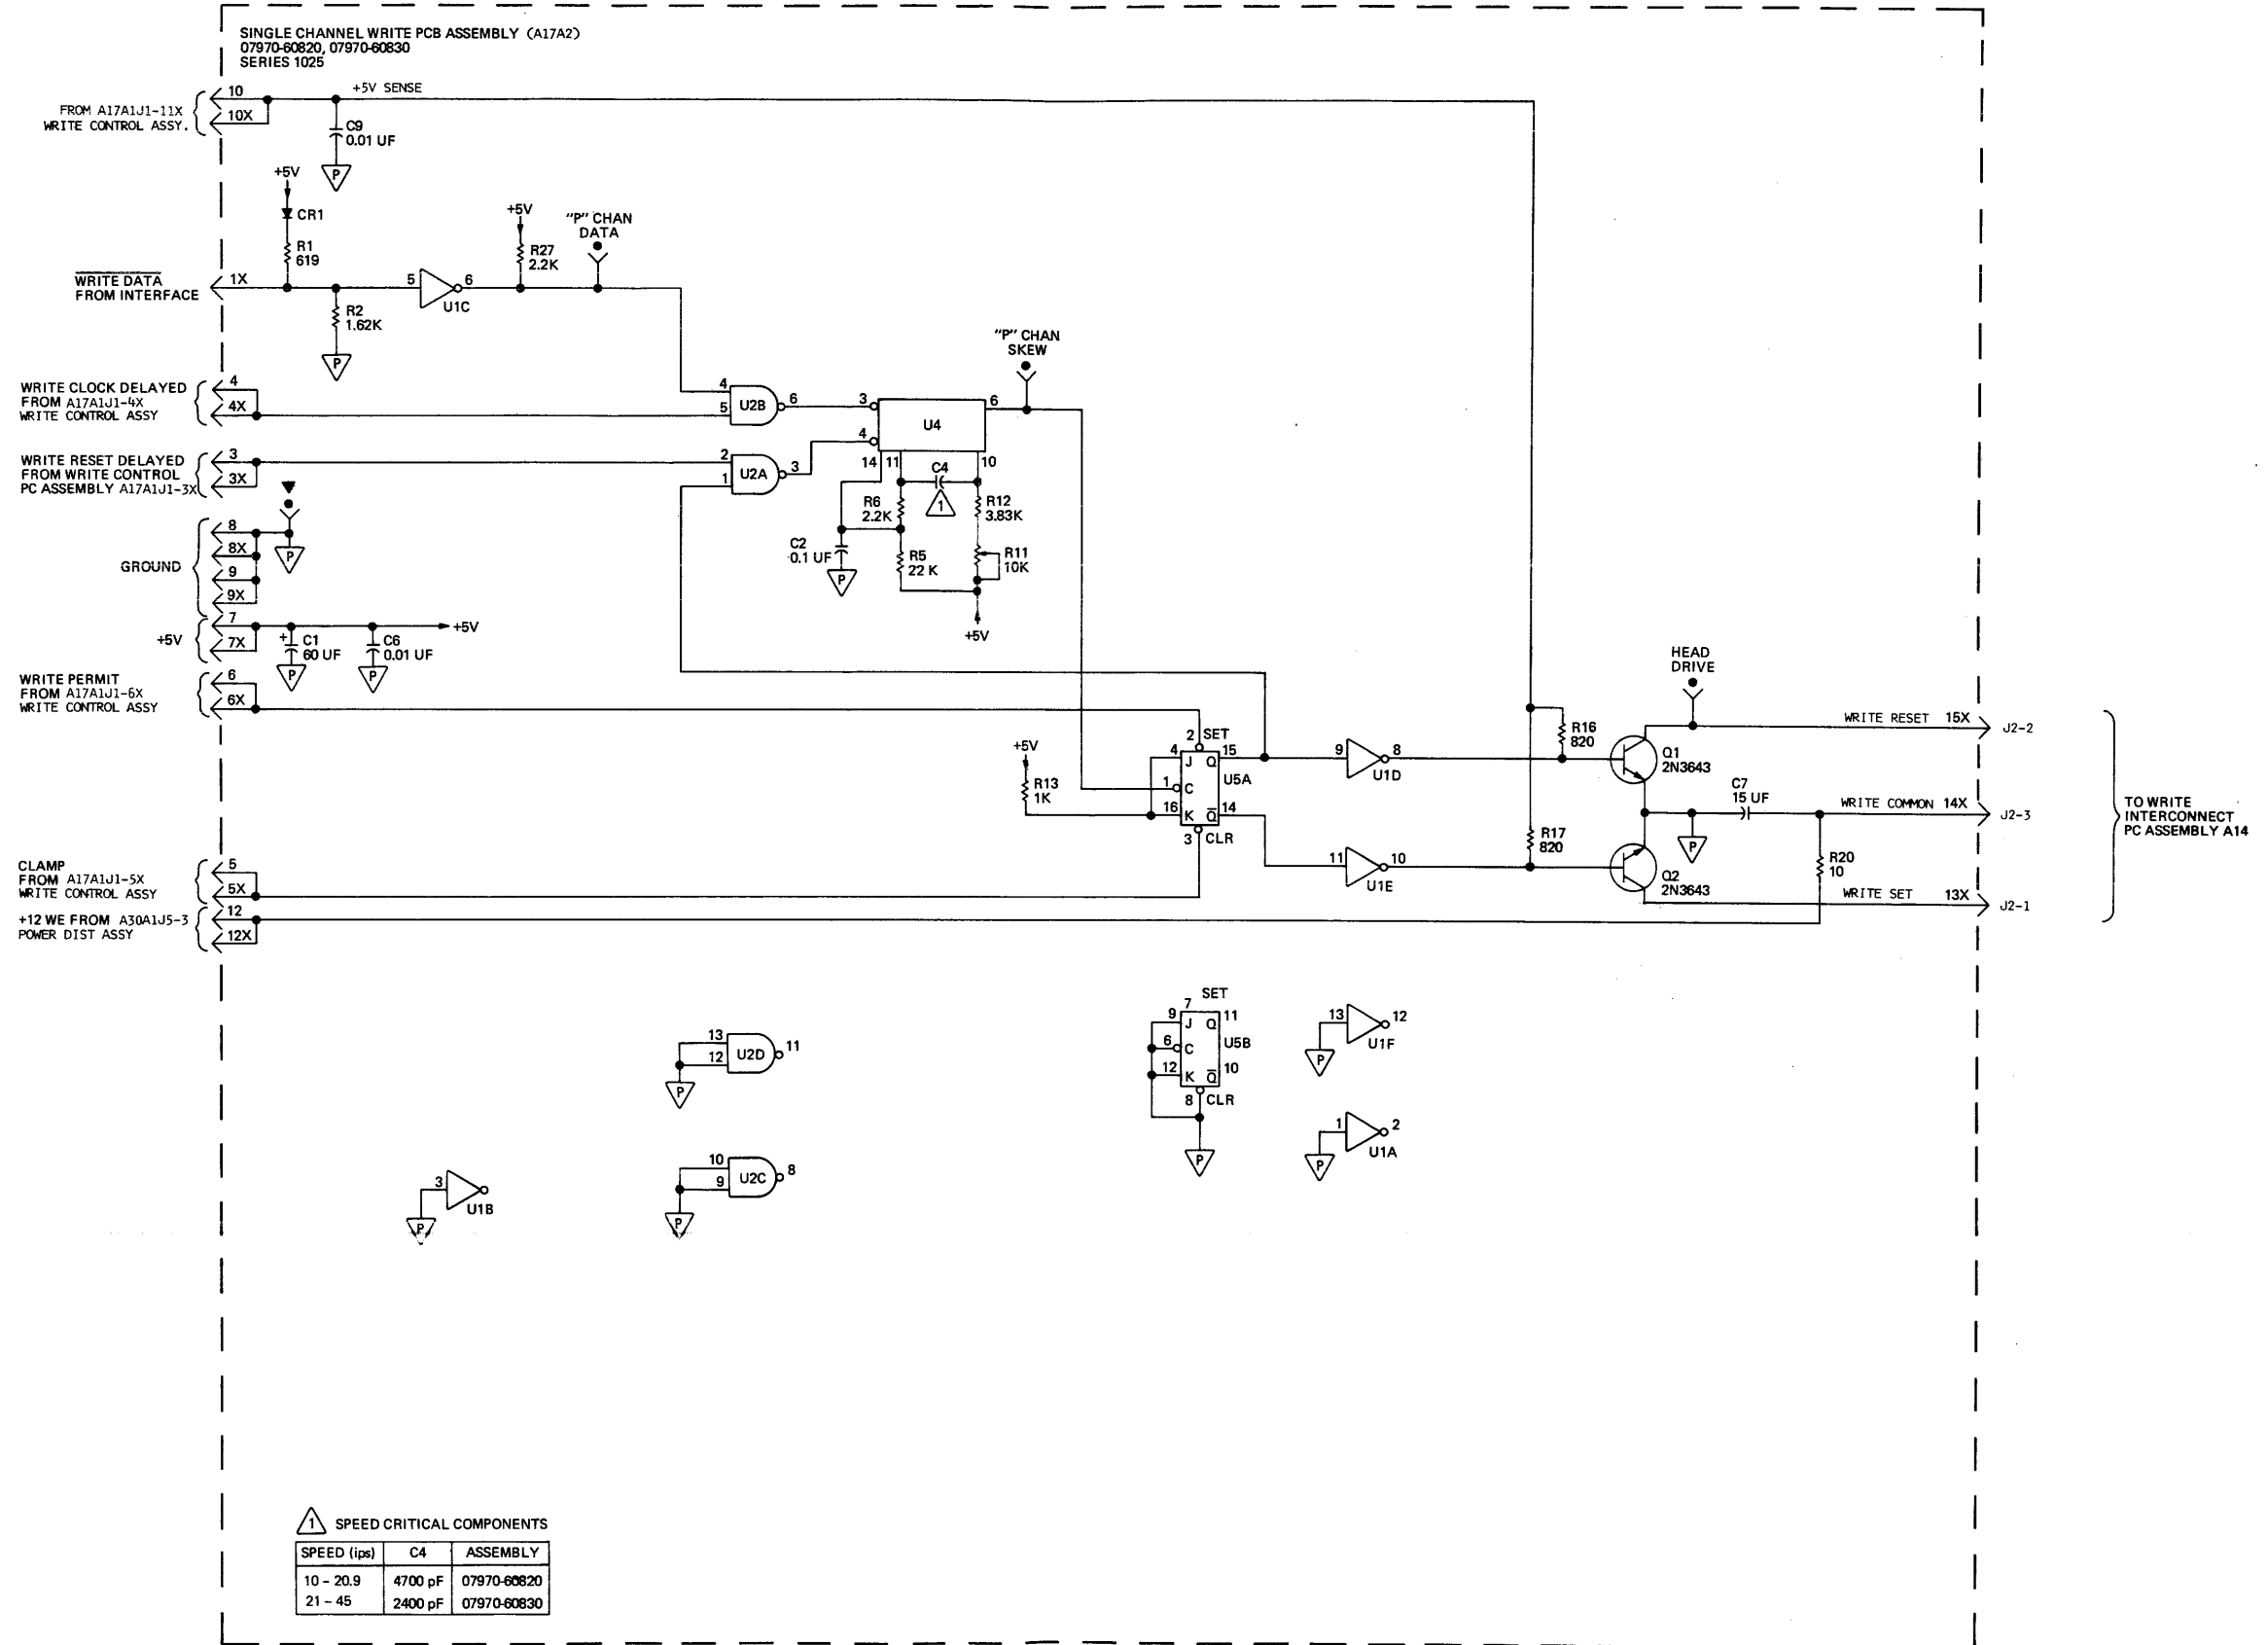 SINGLE CHANNEL WRITE PCB ASSEMBLY (A17A2)
07970-60820, 07970-60830
SERIES 1025
FROM A17A1J1-11X
WRITE CONTROL ASSY.
10
10X
+5V SENSE
C9
0.01 UF
P
+5V
CR1
R1
619
WRITE DATA
FROM INTERFACE
1X
R2
1.62K
P
5
6
U1C
+5V
R27
2.2K
"P" CHAN
DATA
WRITE CLOCK DELAYED
FROM A17A1J1-4X
WRITE CONTROL ASSY
4
4X
4
5
U2B
6
3
4
U4
6
"P" CHAN
SKEW
WRITE RESET DELAYED
FROM WRITE CONTROL
PC ASSEMBLY A17A1J1-3X
3
3X
2
1
U2A
3
14
11
10
C4
1
R6
2.2K
R12
3.83K
C2
0.1 UF
P
R5
22 K
R11
10K
+5V
GROUND
8
8X
9
9X
P
+5V
7
7X
+
C1
60 UF
P
C6
0.01 UF
P
+5V
WRITE PERMIT
FROM A17A1J1-6X
WRITE CONTROL ASSY
6
6X
+5V
R13
1K
2
SET
4
J
Q
15
U5A
1
C
16
K
Q̅
14
3
CLR
9
8
U1D
11
10
U1E
R16
820
R17
820
HEAD
DRIVE
Q1
2N3643
Q2
2N3643
P
C7
15 UF
R20
10
WRITE RESET 15X
J2-2
WRITE COMMON 14X
J2-3
WRITE SET 13X
J2-1
TO WRITE
INTERCONNECT
PC ASSEMBLY A14
CLAMP
FROM A17A1J1-5X
WRITE CONTROL ASSY
5
5X
+12 WE FROM A30A1J5-3
POWER DIST ASSY
12
12X
13
12
U2D
11
P
7
SET
9
J
Q
11
U5B
6
C
12
K
Q̅
10
8
CLR
P
13
12
U1F
P
1
2
U1A
P
3
U1B
P
10
9
U2C
8
P
1 SPEED CRITICAL COMPONENTS
SPEED (ips) C4 ASSEMBLY
10 - 20.9 4700 pF 07970-60820
21 - 45 2400 pF 07970-60830